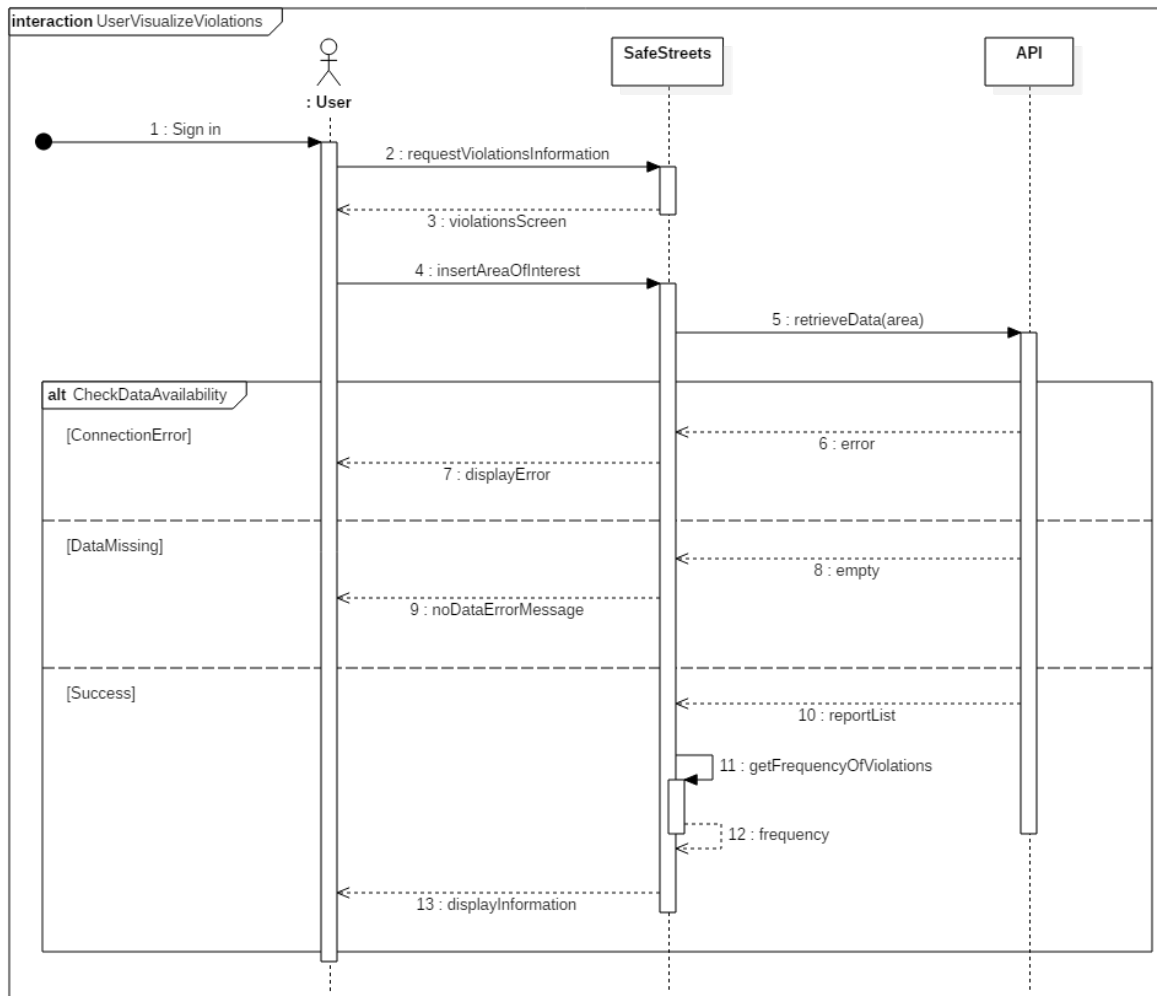 interaction UserVisualizeViolations
SafeStreets
API
: User
1 : Sign in
2 : requestViolationsInformation
3 : violationsScreen
4 : insertAreaOfInterest
5 : retrieveData(area)
alt CheckDataAvailability
[ConnectionError]
6 : error
7 : displayError
[DataMissing]
8 : empty
9 : noDataErrorMessage
[Success]
10 : reportList
11 : getFrequencyOfViolations
12 : frequency
13 : displayInformation